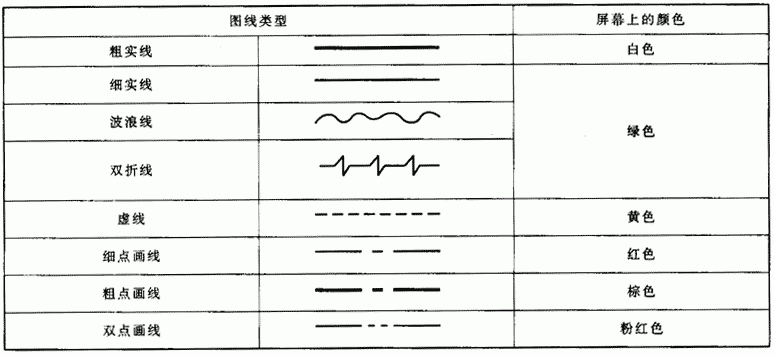 图线类型 屏幕上的颜色
粗实线 白色
细实线
波浪线
绿色
双折线
虚线 黄色
细点画线 红色
粗点画线 棕色
双点画线 粉红色